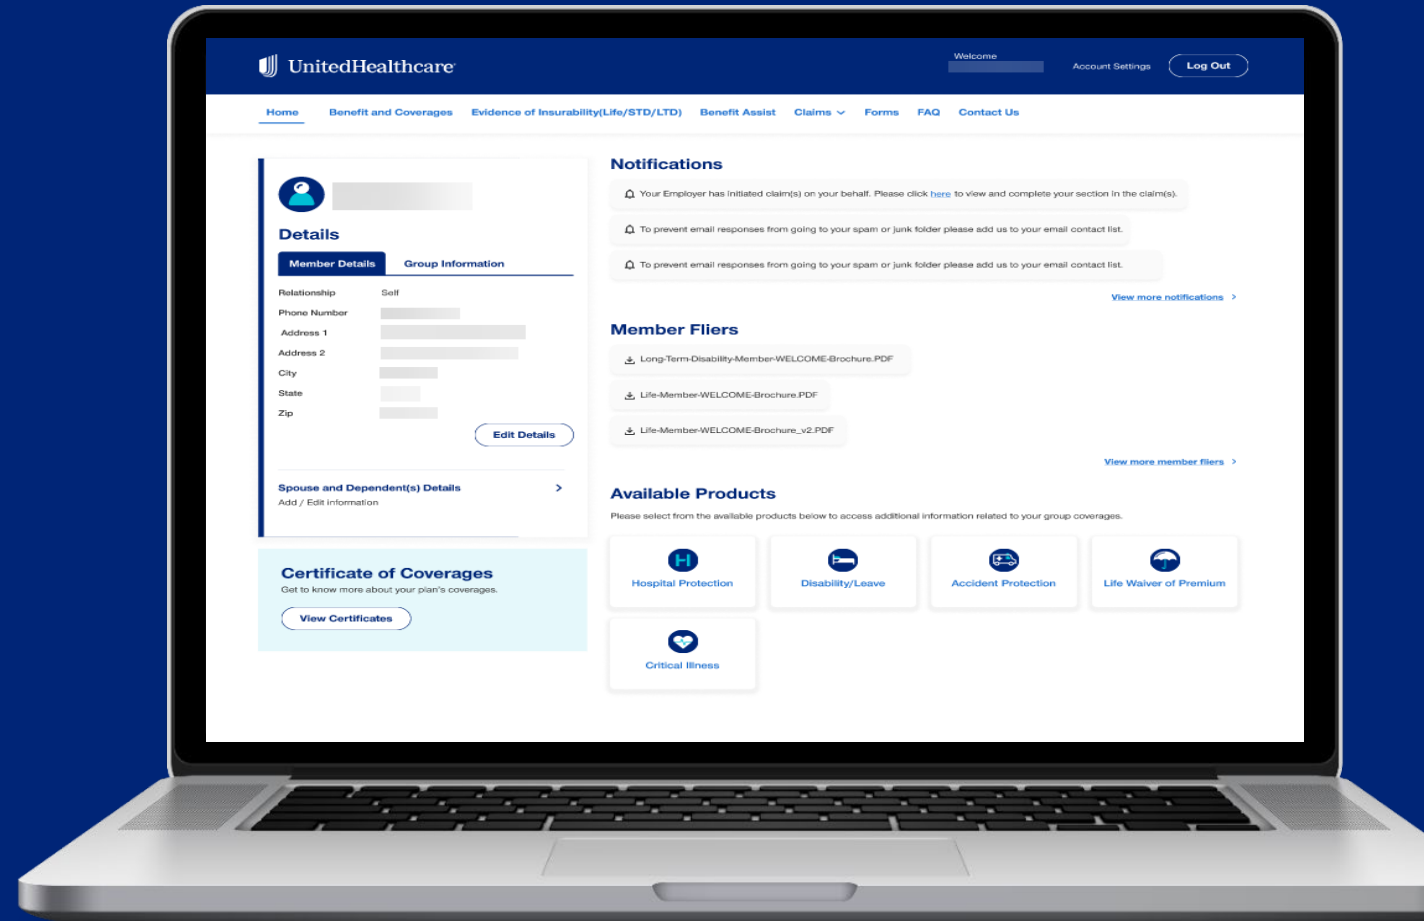 UnitedHealthcare
Welcome
Account Settings
Log Out
Home Benefit and Coverages Evidence of Insurability(Life/STD/LTD) Benefit Assist Claims Forms FAQ Contact Us
Details
Member Details Group Information
Relationship Self
Phone Number
Address 1
Address 2
City
State
Zip
Edit Details
Spouse and Dependent(s) Details
Add / Edit information
Certificate of Coverages
Get to know more about your plan's coverages.
View Certificates
Notifications
Your Employer has initiated claim(s) on your behalf. Please click here to view and complete your section in the claim(s).
To prevent email responses from going to your spam or junk folder please add us to your email contact list.
To prevent email responses from going to your spam or junk folder please add us to your email contact list.
View more notifications
Member Fliers
Long-Term-Disability-Member-WELCOME-Brochure.PDF
Life-Member-WELCOME-Brochure.PDF
Life-Member-WELCOME-Brochure_v2.PDF
View more member fliers
Available Products
Please select from the available products below to access additional information related to your group coverages.
H
Hospital Protection
Disability/Leave
Accident Protection
Life Waiver of Premium
Critical Illness